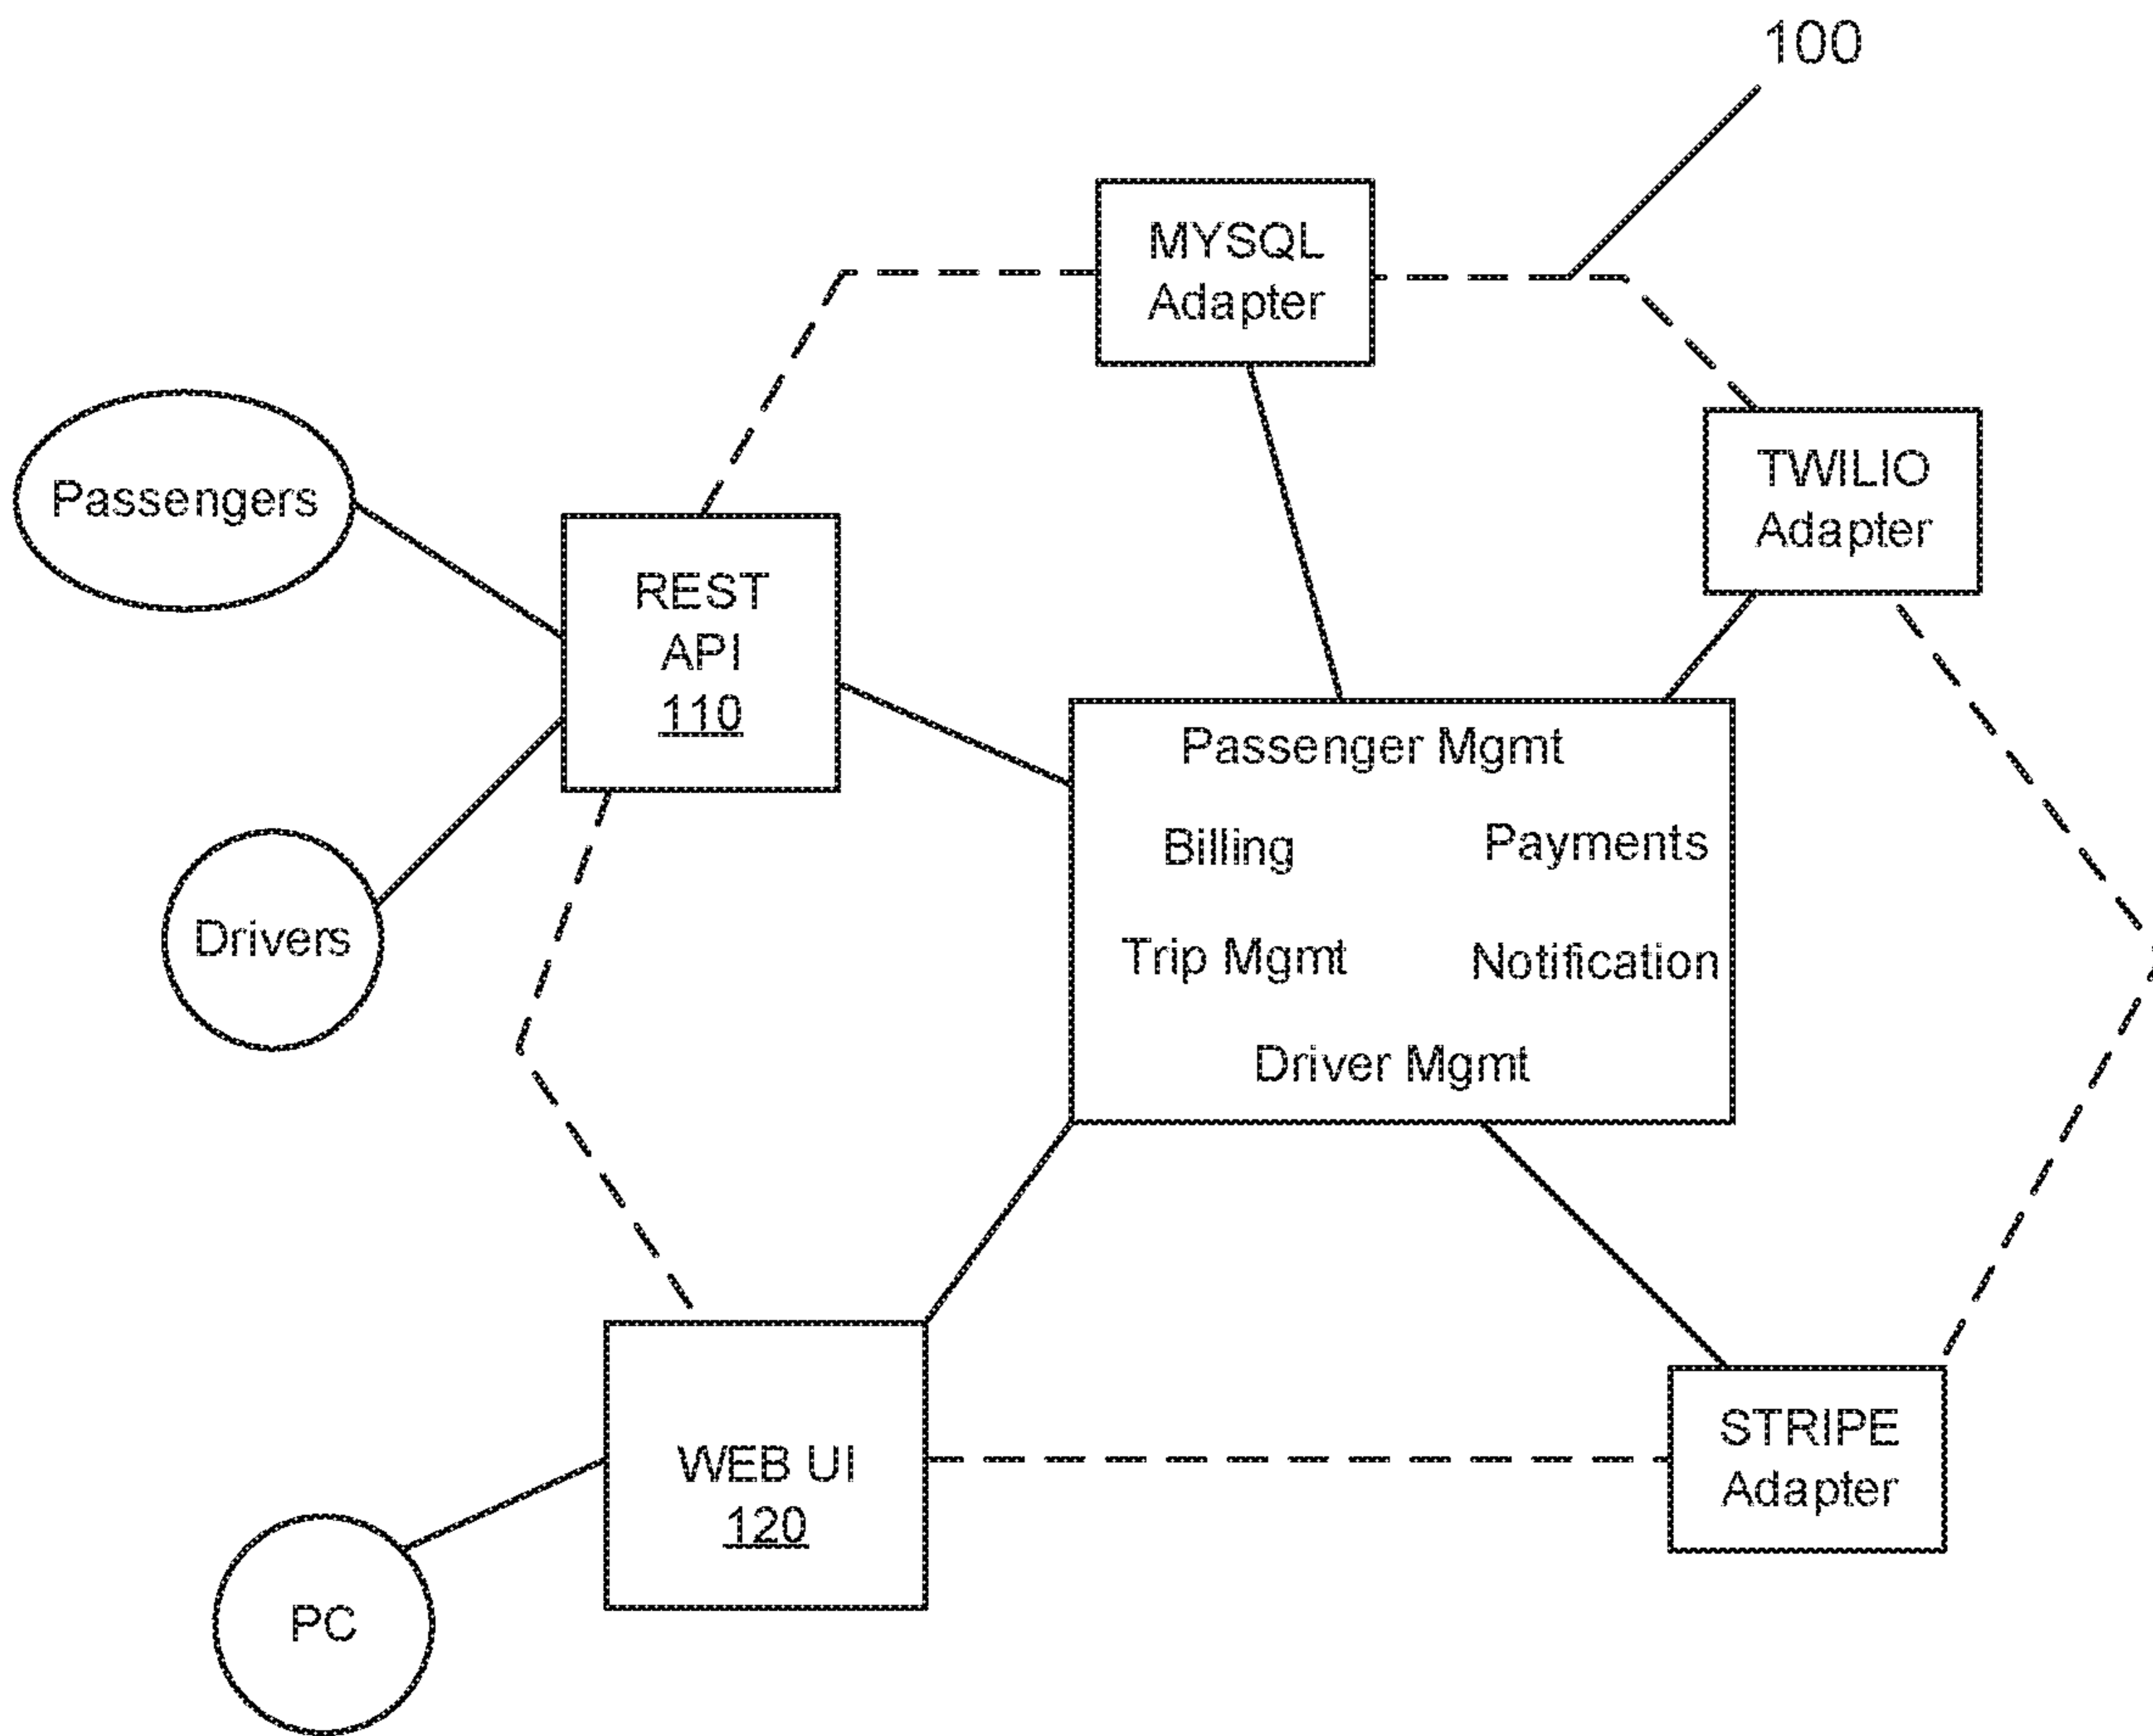 100
MYSQL
Adapter
TWILIO
Adapter
Passengers
REST
API
110
Passenger Mgmt
Billing
Payments
Drivers
Trip Mgmt
Notification
Driver Mgmt
WEB UI
120
STRIPE
Adapter
PC